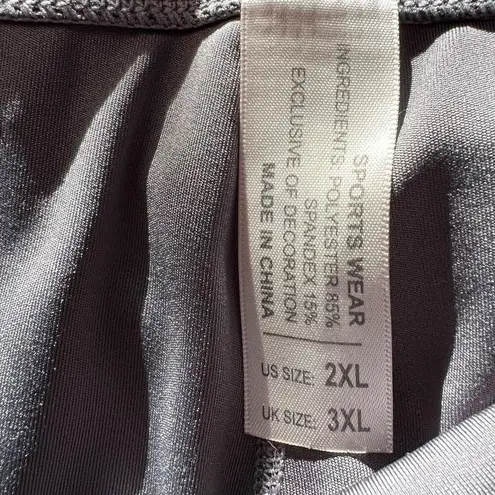 SPORTS WEAR
INGREDIENTS: POLYESTER 85%
SPANDEX 15%
EXCLUSIVE OF DECORATION
MADE IN CHINA
US SIZE: 2XL
UK SIZE: 3XL